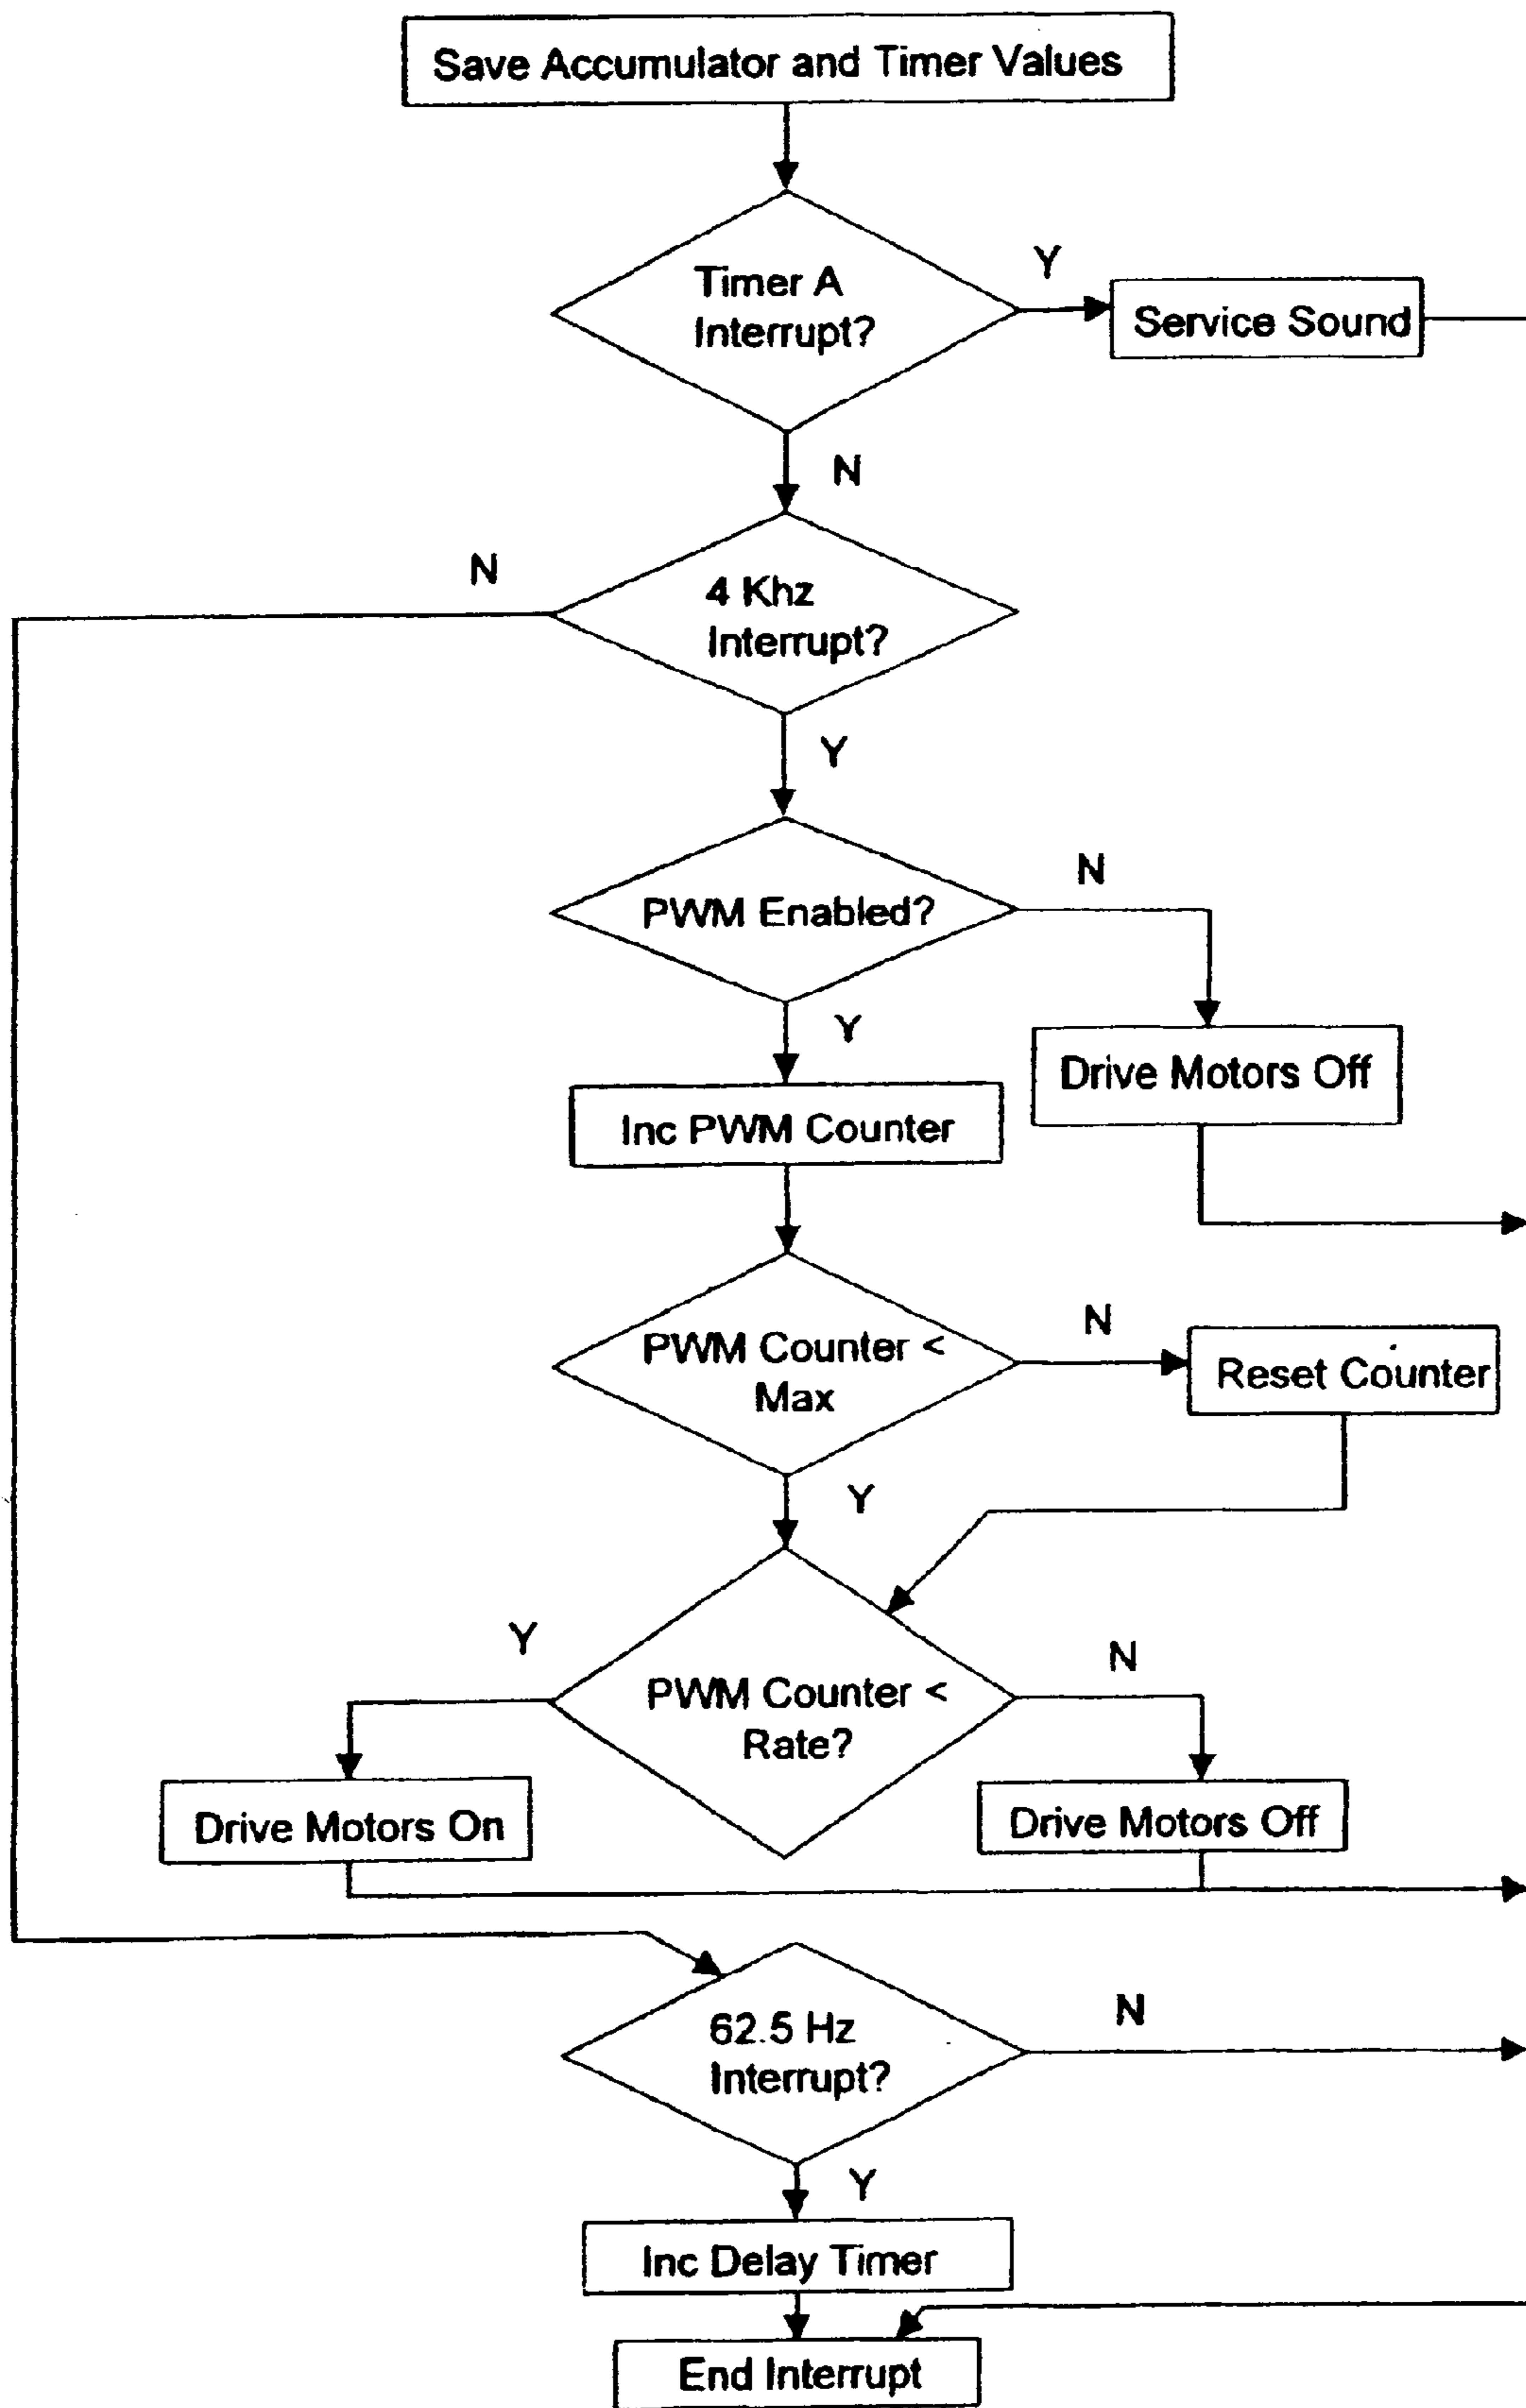 Save Accumulator and Timer Values
Timer A
Interrupt?
Y
Service Sound
N
N
4 Khz
Interrupt?
Y
PWM Enabled?
N
Y
Drive Motors Off
Inc PWM Counter
PWM Counter <
Max
N
Reset Counter
Y
Y
PWM Counter <
Rate?
N
Drive Motors On
Drive Motors Off
62.5 Hz
Interrupt?
N
Y
Inc Delay Timer
End Interrupt